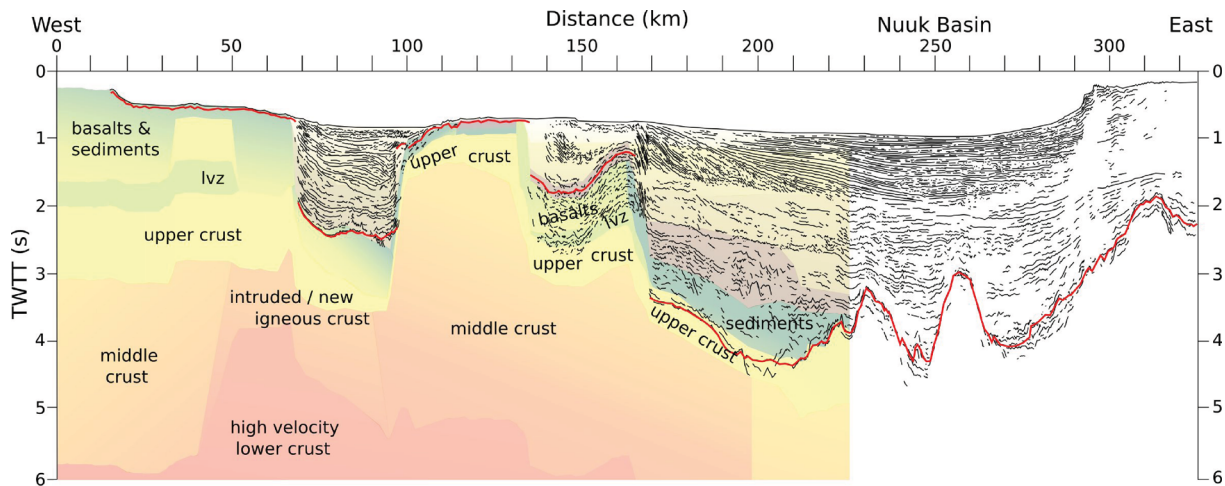 West
Distance (km)
Nuuk Basin
East
0 50 100 150 200 250 300
0 0
1 1
2 2
3 3
4 4
5 5
6 6
TWTT (s)
basalts &
sediments
lvz
upper crust
upper crust
basalts lvz
upper crust
intruded / new
igneous crust
middle crust
sediments
upper crust
middle
crust
high velocity
lower crust